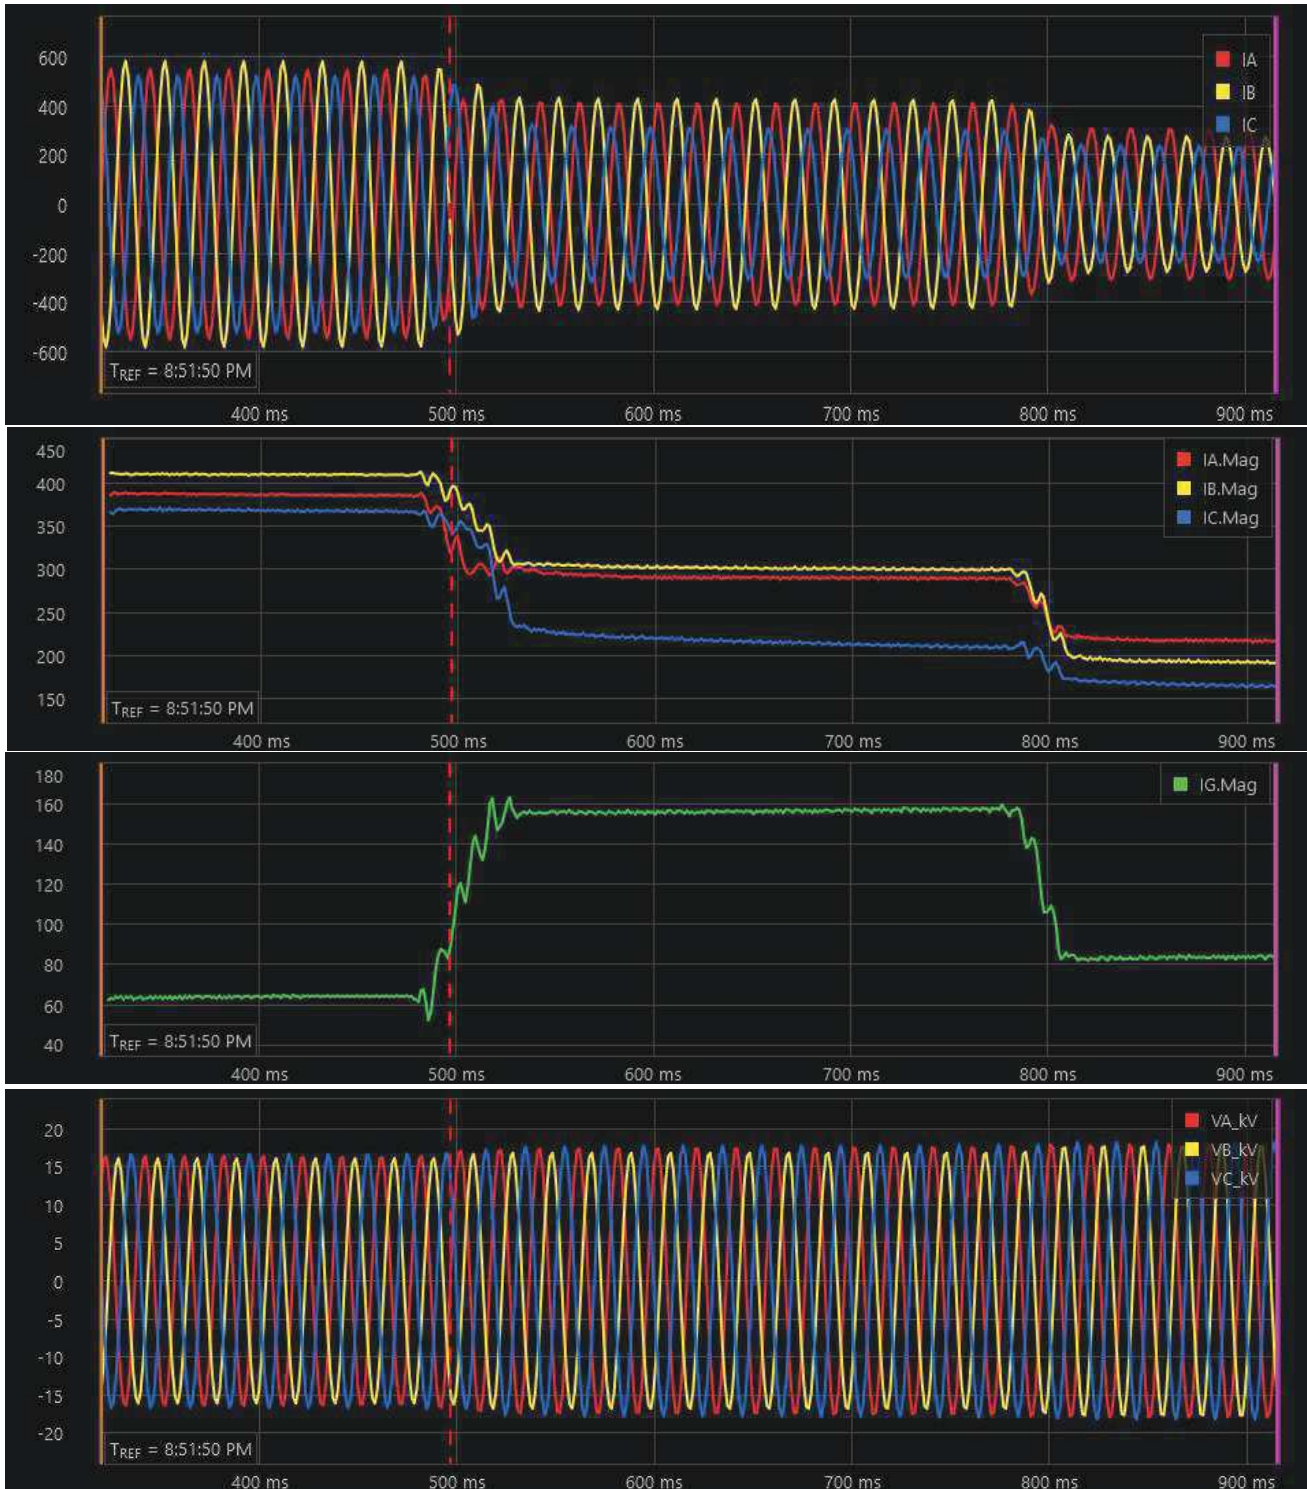 600
400
200
0
-200
-400
-600
IA
IB
IC
TREF = 8:51:50 PM
400 ms 500 ms 600 ms 700 ms 800 ms 900 ms
450
400
350
300
250
200
150
IA.Mag
IB.Mag
IC.Mag
TREF = 8:51:50 PM
400 ms 500 ms 600 ms 700 ms 800 ms 900 ms
180
160
140
120
100
80
60
40
IG.Mag
TREF = 8:51:50 PM
400 ms 500 ms 600 ms 700 ms 800 ms 900 ms
20
15
10
5
0
-5
-10
-15
-20
VA_kV
VB_kV
VC_kV
TREF = 8:51:50 PM
400 ms 500 ms 600 ms 700 ms 800 ms 900 ms